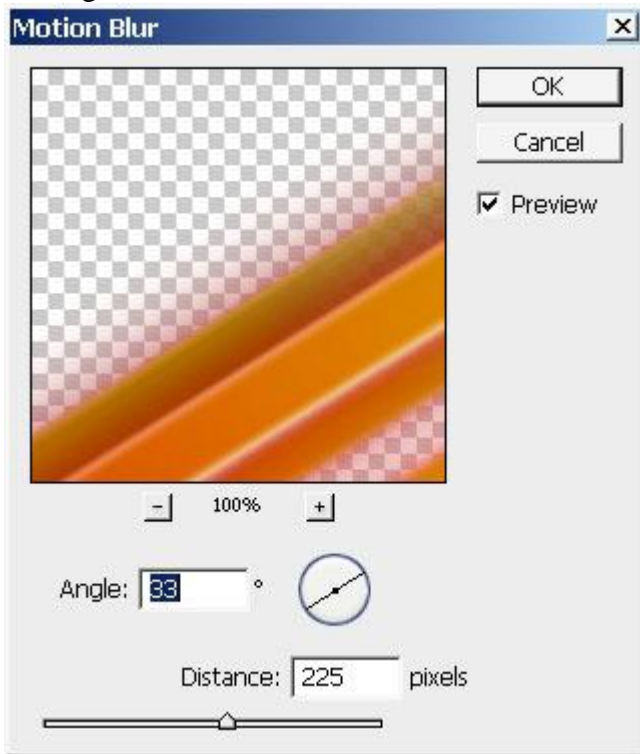 Motion Blur
OK
Cancel
Preview
- 100% +
Angle: 33 °
Distance: 225 pixels